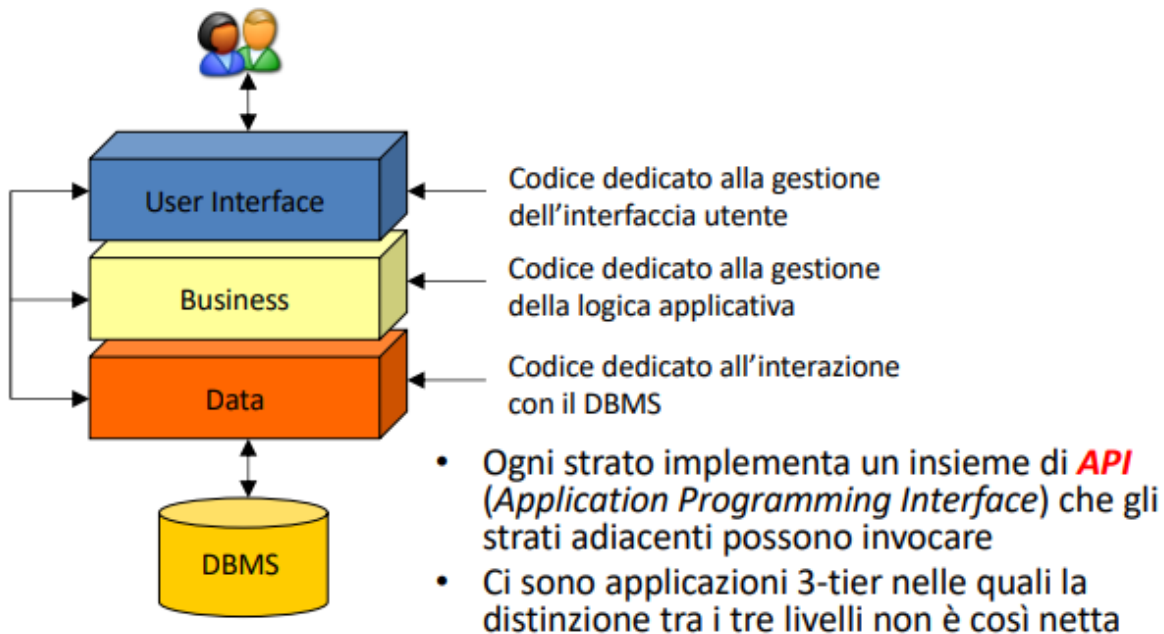 User Interface
Codice dedicato alla gestione
dell’interfaccia utente
Business
Codice dedicato alla gestione
della logica applicativa
Data
Codice dedicato all’interazione
con il DBMS
DBMS
• Ogni strato implementa un insieme di API
(Application Programming Interface) che gli
strati adiacenti possono invocare
• Ci sono applicazioni 3-tier nelle quali la
distinzione tra i tre livelli non è così netta